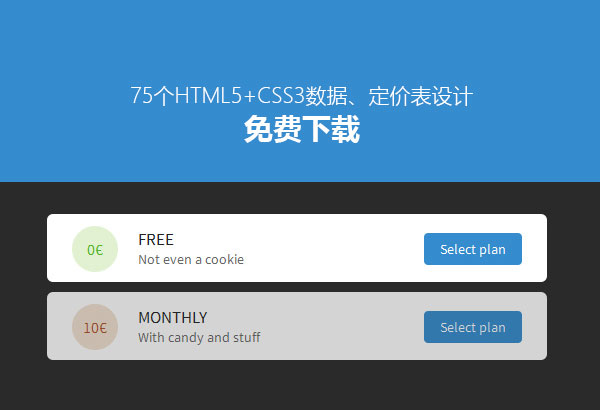 75个HTML5+CSS3数据、定价表设计
免费下载
0€
FREE
Not even a cookie
Select plan
10€
MONTHLY
With candy and stuff
Select plan